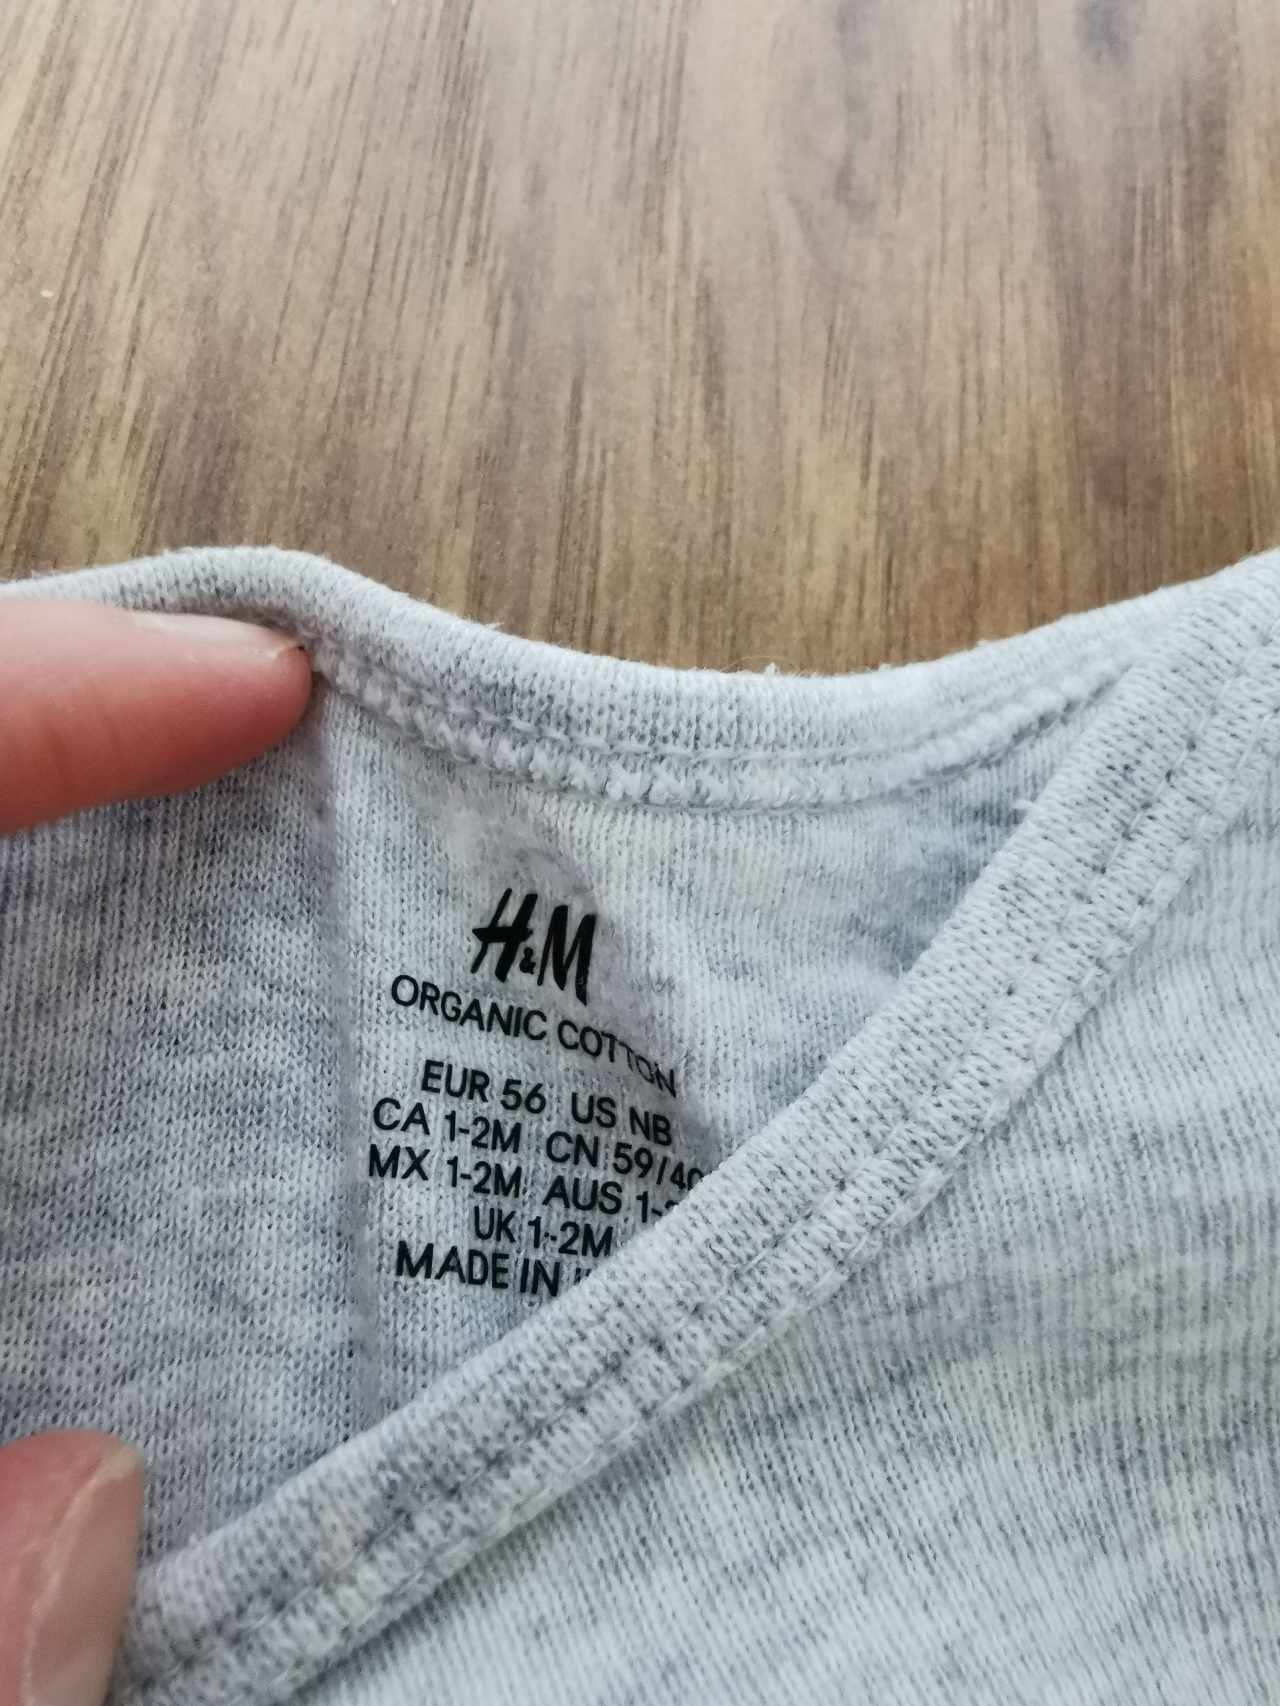 H&M
ORGANIC COTTON
EUR 56 US NB
CA 1-2M CN 59/40
MX 1-2M AUS 1-
UK 1-2M
MADE IN